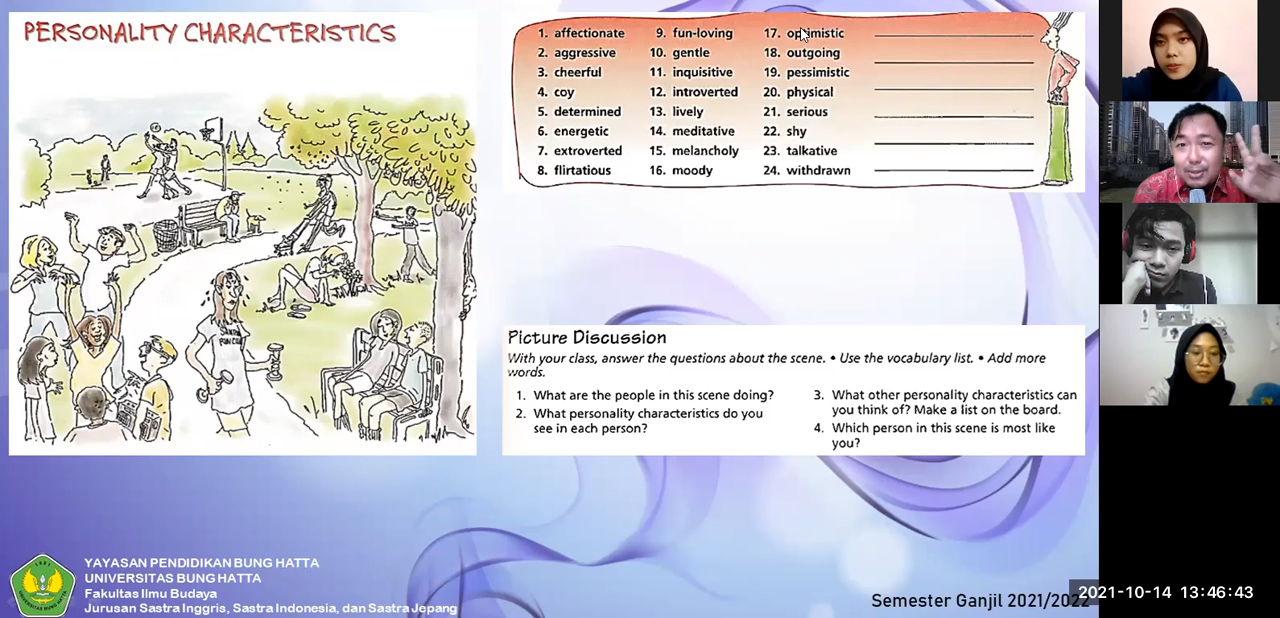 PERSONALITY CHARACTERISTICS
1. affectionate
2. aggressive
3. cheerful
4. coy
5. determined
6. energetic
7. extroverted
8. flirtatious
9. fun-loving
10. gentle
11. inquisitive
12. introverted
13. lively
14. meditative
15. melancholy
16. moody
17. optimistic
18. outgoing
19. pessimistic
20. physical
21. serious
22. shy
23. talkative
24. withdrawn
Picture Discussion
With your class, answer the questions about the scene. • Use the vocabulary list. • Add more
words.
1. What are the people in this scene doing?
2. What personality characteristics do you
see in each person?
3. What other personality characteristics can
you think of? Make a list on the board.
4. Which person in this scene is most like
you?
YAYASAN PENDIDIKAN BUNG HATTA
UNIVERSITAS BUNG HATTA
Fakultas Ilmu Budaya
Jurusan Sastra Inggris, Sastra Indonesia, dan Sastra Jepang
Semester Ganjil 2021/2022
2021-10-14 13:46:43